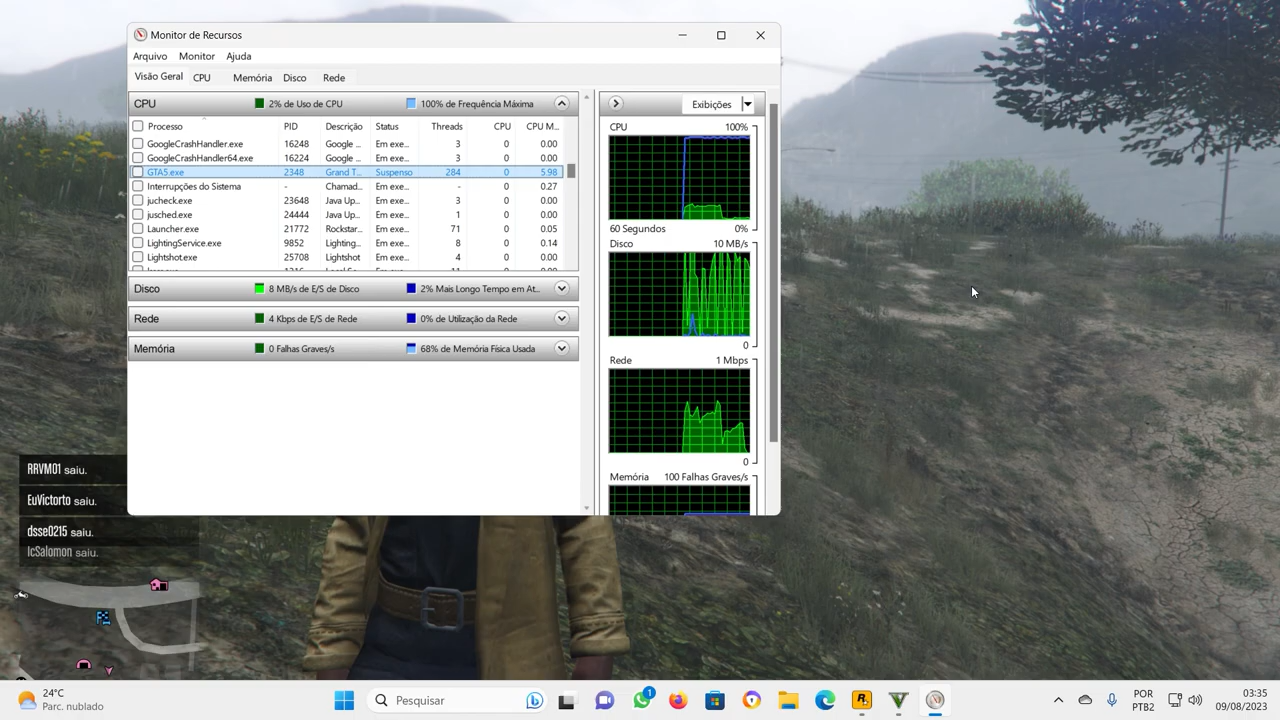 Monitor de Recursos
Arquivo Monitor Ajuda
Visão Geral CPU Memória Disco Rede
CPU 2% de Uso de CPU 100% de Frequência Máxima
Processo PID Descrição Status Threads CPU CPU M...
GoogleCrashHandler.exe 16248 Google ... Em exe... 3 0 0.00
GoogleCrashHandler64.exe 16224 Google ... Em exe... 3 0 0.00
GTA5.exe 2348 Grand T... Suspenso 284 0 5.98
Interrupções do Sistema - Chamad... Em exe... - 0 0.27
jucheck.exe 23648 Java Up... Em exe... 3 0 0.00
jusched.exe 24444 Java Up... Em exe... 1 0 0.00
Launcher.exe 21772 Rockstar... Em exe... 71 0 0.05
LightingService.exe 9852 Lighting... Em exe... 8 0 0.14
Lightshot.exe 25708 Lightshot Em exe... 4 0 0.00
Disco 8 MB/s de E/S de Disco 2% Mais Longo Tempo em At...
Rede 4 Kbps de E/S de Rede 0% de Utilização da Rede
Memória 0 Falhas Graves/s 68% de Memória Física Usada
Exibições
CPU 100%
60 Segundos 0%
Disco 10 MB/s
0
Rede 1 Mbps
0
Memória 100 Falhas Graves/s
RRVM01 saiu.
EuVictorto saiu.
dsse0215 saiu.
IcSalomon saiu.
24°C
Parc. nublado
Pesquisar
1
POR
PTB2
03:35
09/08/2023